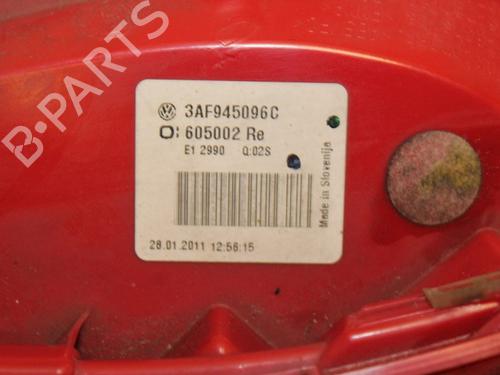 B-PARTS
3AF945096C
605002 Re
E1 2990 Q:02S
28.01.2011 12:56:15
Made in Slovenija